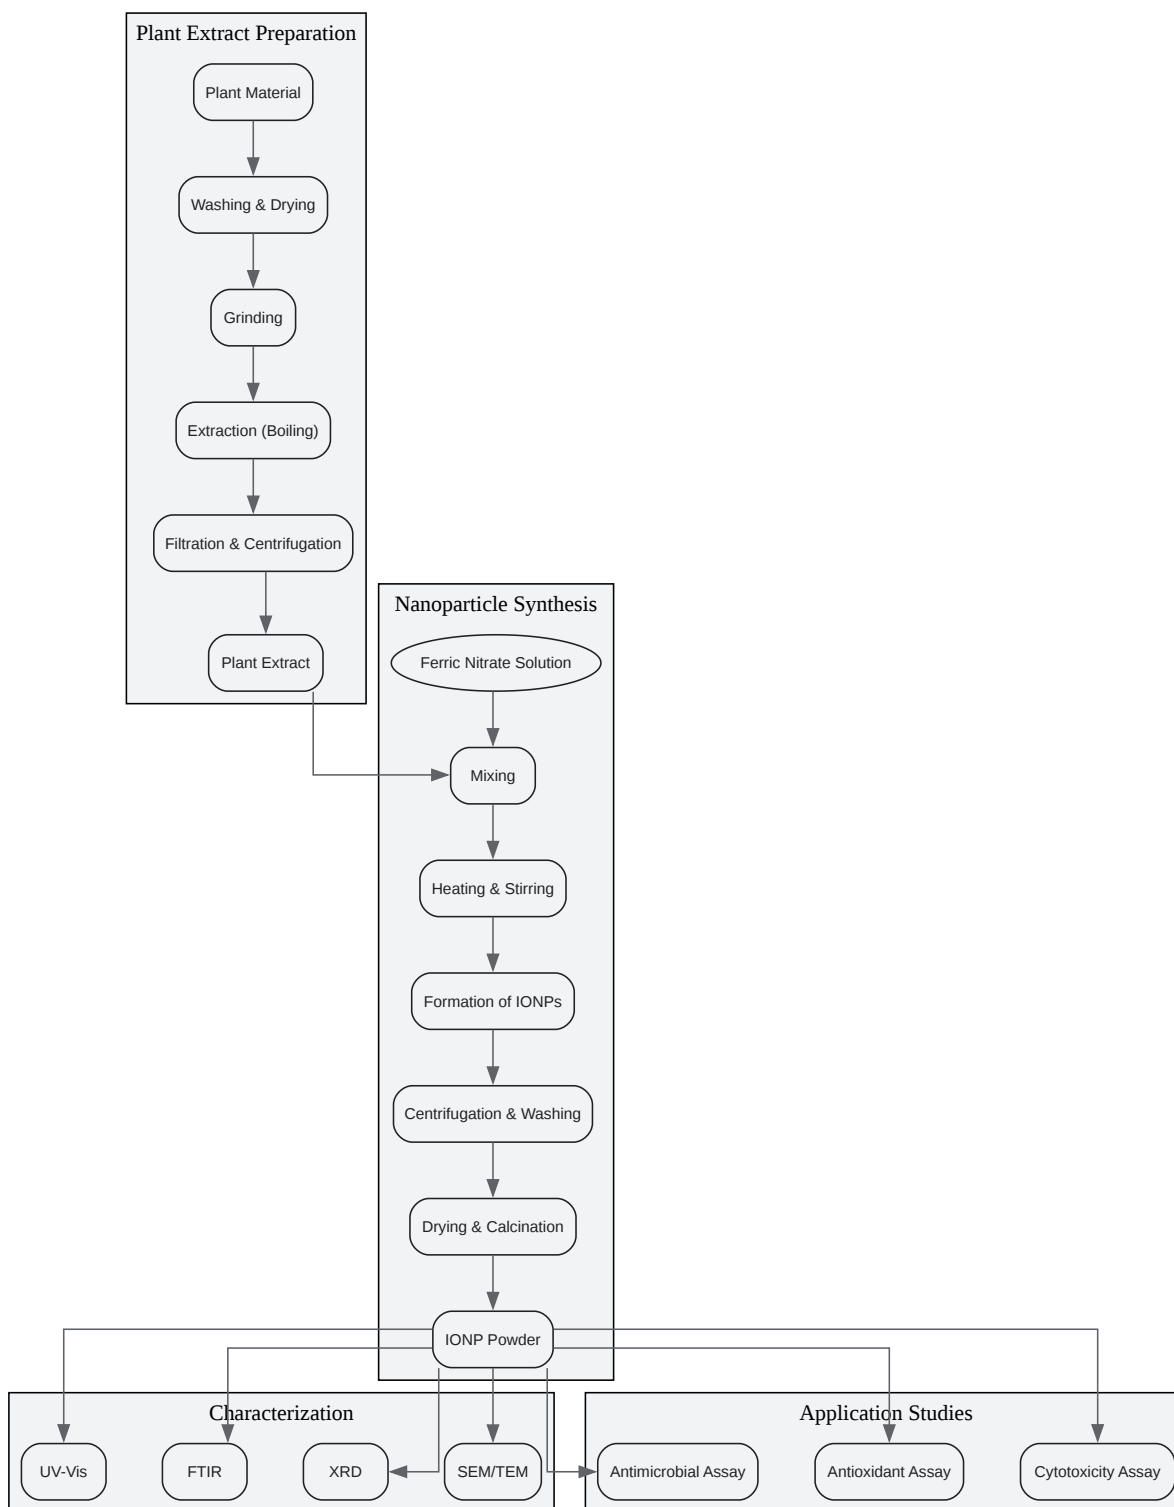 Plant Extract Preparation
Plant Material
Washing & Drying
Grinding
Extraction (Boiling)
Filtration & Centrifugation
Plant Extract
Nanoparticle Synthesis
Ferric Nitrate Solution
Mixing
Heating & Stirring
Formation of IONPs
Centrifugation & Washing
Drying & Calcination
IONP Powder
Characterization
UV-Vis
FTIR
XRD
SEM/TEM
Application Studies
Antimicrobial Assay
Antioxidant Assay
Cytotoxicity Assay